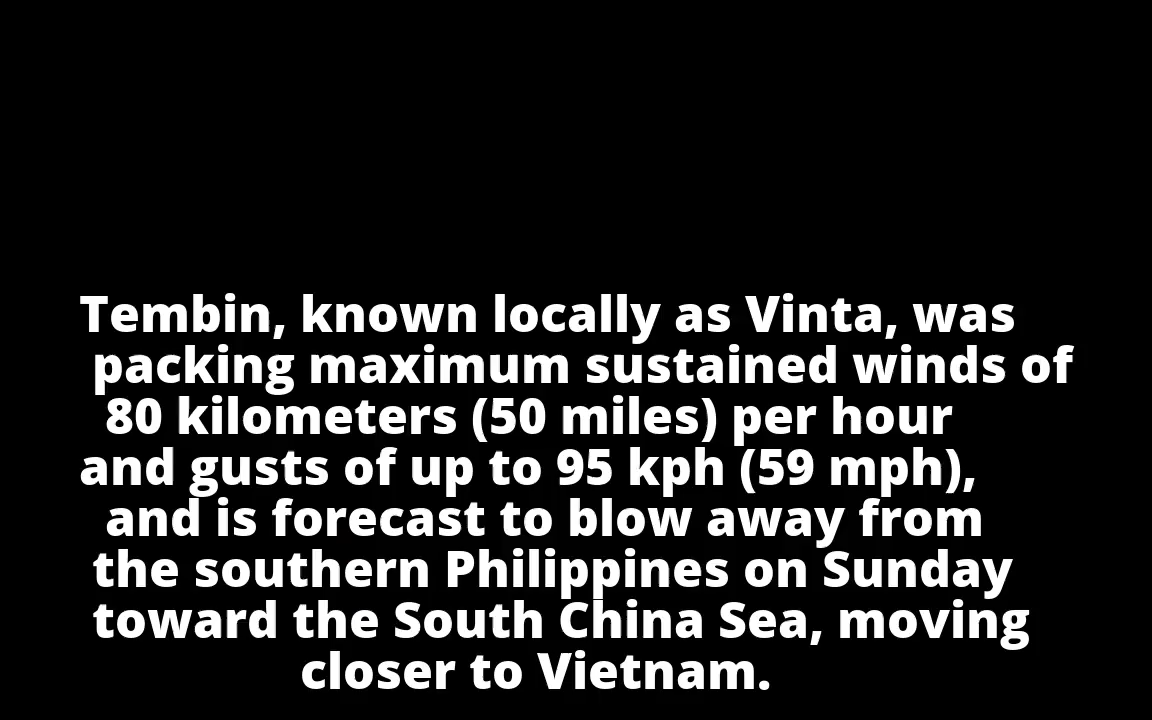 Tembin, known locally as Vinta, was
packing maximum sustained winds of
80 kilometers (50 miles) per hour
and gusts of up to 95 kph (59 mph),
and is forecast to blow away from
the southern Philippines on Sunday
toward the South China Sea, moving
closer to Vietnam.